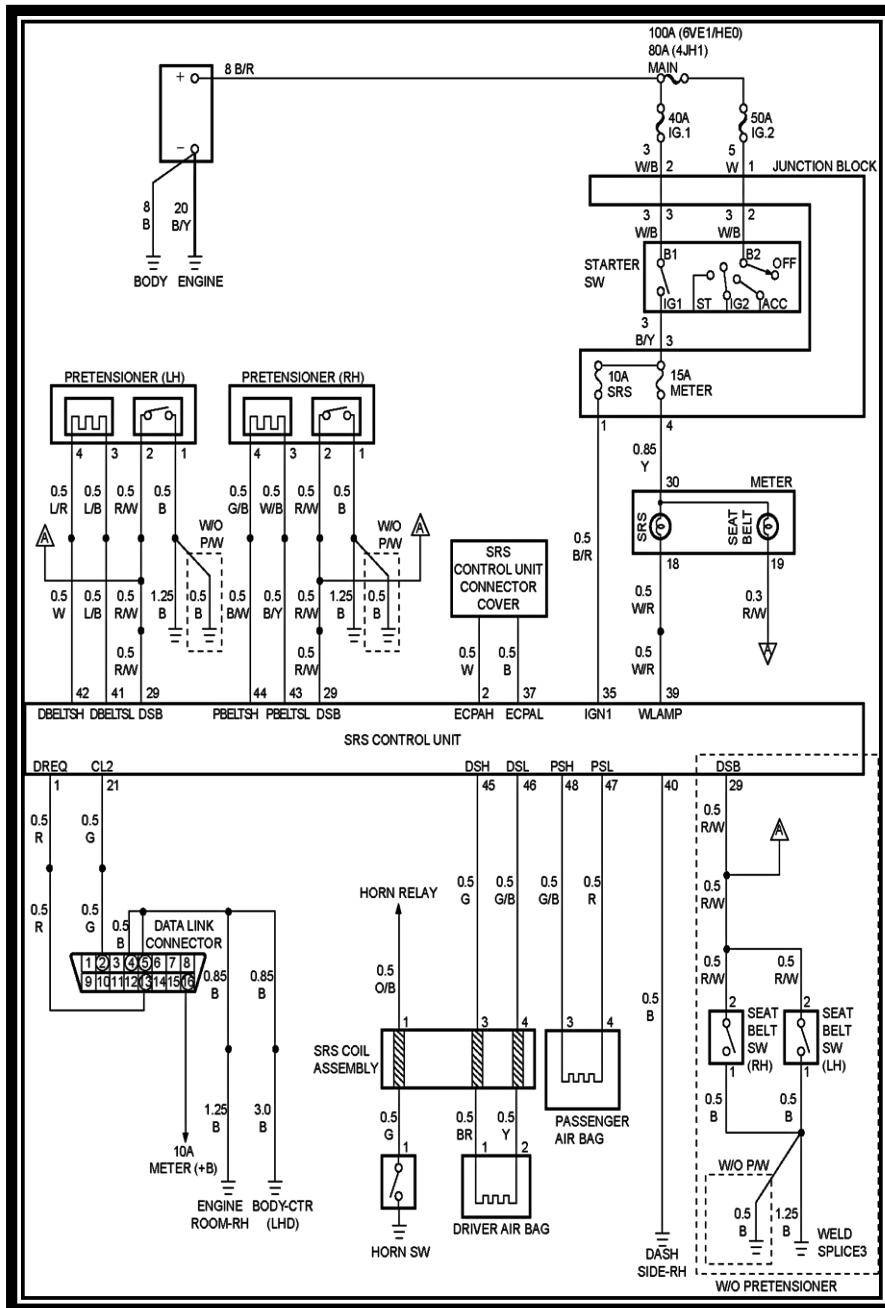 100A (6VE1/HE0)
80A (4JH1)
MAIN
8 B/R
+
−
40A
IG.1
50A
IG.2
3
W/B
2
5
W
1
JUNCTION BLOCK
8
B
20
B/Y
BODY
ENGINE
3
W/B
3
3
W/B
2
STARTER
SW
B1
B2
OFF
IG1
ST
IG2
ACC
3
B/Y
3
10A
SRS
15A
METER
1
4
PRETENSIONER (LH)
PRETENSIONER (RH)
4
3
2
1
4
3
2
1
0.5
L/R
0.5
L/B
0.5
R/W
0.5
B
0.5
G/B
0.5
W/B
0.5
R/W
0.5
B
A
W/O
P/W
W/O
P/W
A
0.5
W
0.5
L/B
0.5
R/W
1.25
B
0.5
B
0.5
B/W
0.5
B/Y
0.5
R/W
1.25
B
0.5
B
0.5
R/W
0.5
R/W
0.85
Y
30
METER
SRS
SEAT
BELT
18
19
SRS
CONTROL UNIT
CONNECTOR
COVER
0.5
B/R
0.5
W/R
0.3
R/W
0.5
W
0.5
B
0.5
W/R
A
42
41
29
44
43
29
2
37
35
39
DBELTSH
DBELTSL
DSB
PBELTSH
PBELTSL
DSB
ECPAH
ECPAL
IGN1
WLAMP
SRS CONTROL UNIT
DREQ
CL2
DSH
DSL
PSH
PSL
DSB
1
21
45
46
48
47
40
29
0.5
R
0.5
G
0.5
R/W
A
0.5
R
0.5
G
0.5
B
DATA LINK
CONNECTOR
HORN RELAY
0.5
G
0.5
G/B
0.5
G/B
0.5
R
0.5
R/W
1 2 3 4 5 6 7 8
9 10 11 12 13 14 15 16
0.85
B
0.85
B
0.5
O/B
0.5
B
0.5
R/W
0.5
R/W
1
3
4
3
4
2
2
SRS COIL
ASSEMBLY
SEAT
BELT
SW
(RH)
SEAT
BELT
SW
(LH)
1
1
10A
METER (+B)
1.25
B
3.0
B
0.5
G
0.5
BR
0.5
Y
PASSENGER
AIR BAG
0.5
B
0.5
B
1
1
2
ENGINE
ROOM-RH
BODY-CTR
(LHD)
HORN SW
DRIVER AIR BAG
DASH
SIDE-RH
W/O P/W
0.5
B
1.25
B
WELD
SPLICE3
W/O PRETENSIONER